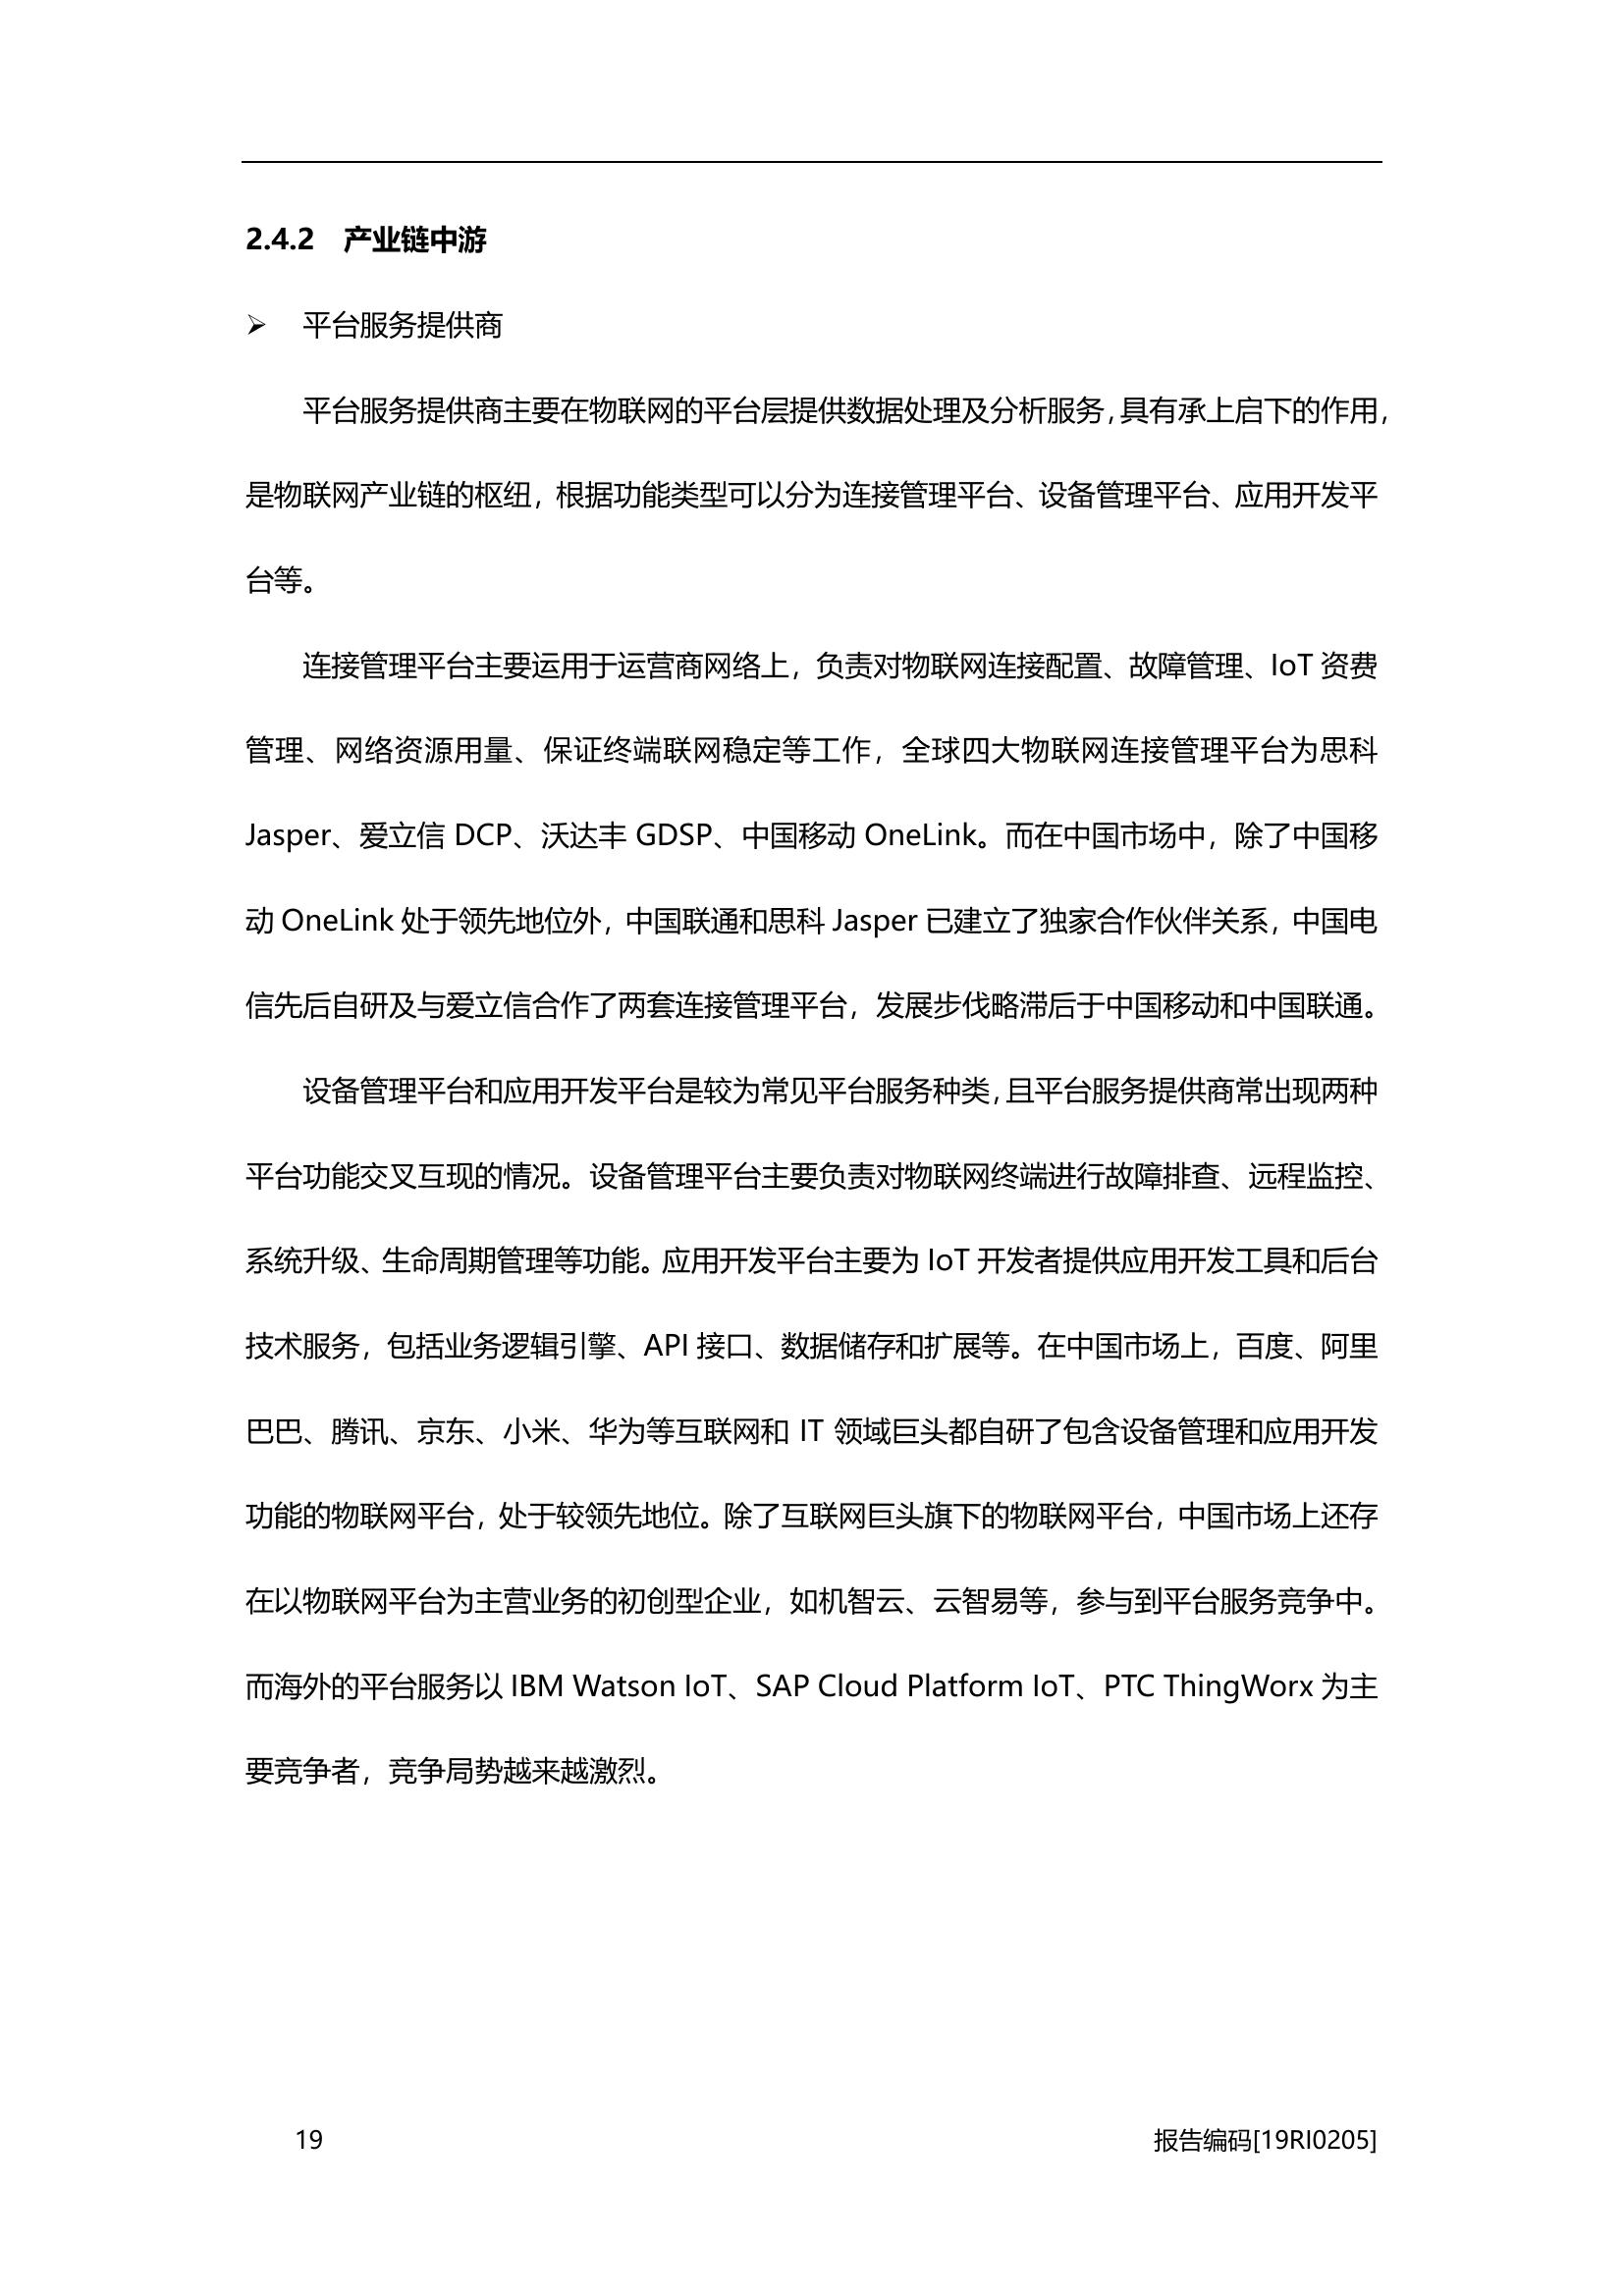 2.4.2 产业链中游
➢ 平台服务提供商
平台服务提供商主要在物联网的平台层提供数据处理及分析服务，具有承上启下的作用，
是物联网产业链的枢纽，根据功能类型可以分为连接管理平台、设备管理平台、应用开发平
台等。
连接管理平台主要运用于运营商网络上，负责对物联网连接配置、故障管理、IoT 资费
管理、网络资源用量、保证终端联网稳定等工作，全球四大物联网连接管理平台为思科
Jasper、爱立信 DCP、沃达丰 GDSP、中国移动 OneLink。而在中国市场中，除了中国移
动 OneLink 处于领先地位外，中国联通和思科 Jasper 已建立了独家合作伙伴关系，中国电
信先后自研及与爱立信合作了两套连接管理平台，发展步伐略滞后于中国移动和中国联通。
设备管理平台和应用开发平台是较为常见平台服务种类，且平台服务提供商常出现两种
平台功能交叉互现的情况。设备管理平台主要负责对物联网终端进行故障排查、远程监控、
系统升级、生命周期管理等功能。应用开发平台主要为 IoT 开发者提供应用开发工具和后台
技术服务，包括业务逻辑引擎、API 接口、数据储存和扩展等。在中国市场上，百度、阿里
巴巴、腾讯、京东、小米、华为等互联网和 IT 领域巨头都自研了包含设备管理和应用开发
功能的物联网平台，处于较领先地位。除了互联网巨头旗下的物联网平台，中国市场上还存
在以物联网平台为主营业务的初创型企业，如机智云、云智易等，参与到平台服务竞争中。
而海外的平台服务以 IBM Watson IoT、SAP Cloud Platform IoT、PTC ThingWorx 为主
要竞争者，竞争局势越来越激烈。
19 报告编码[19RI0205]